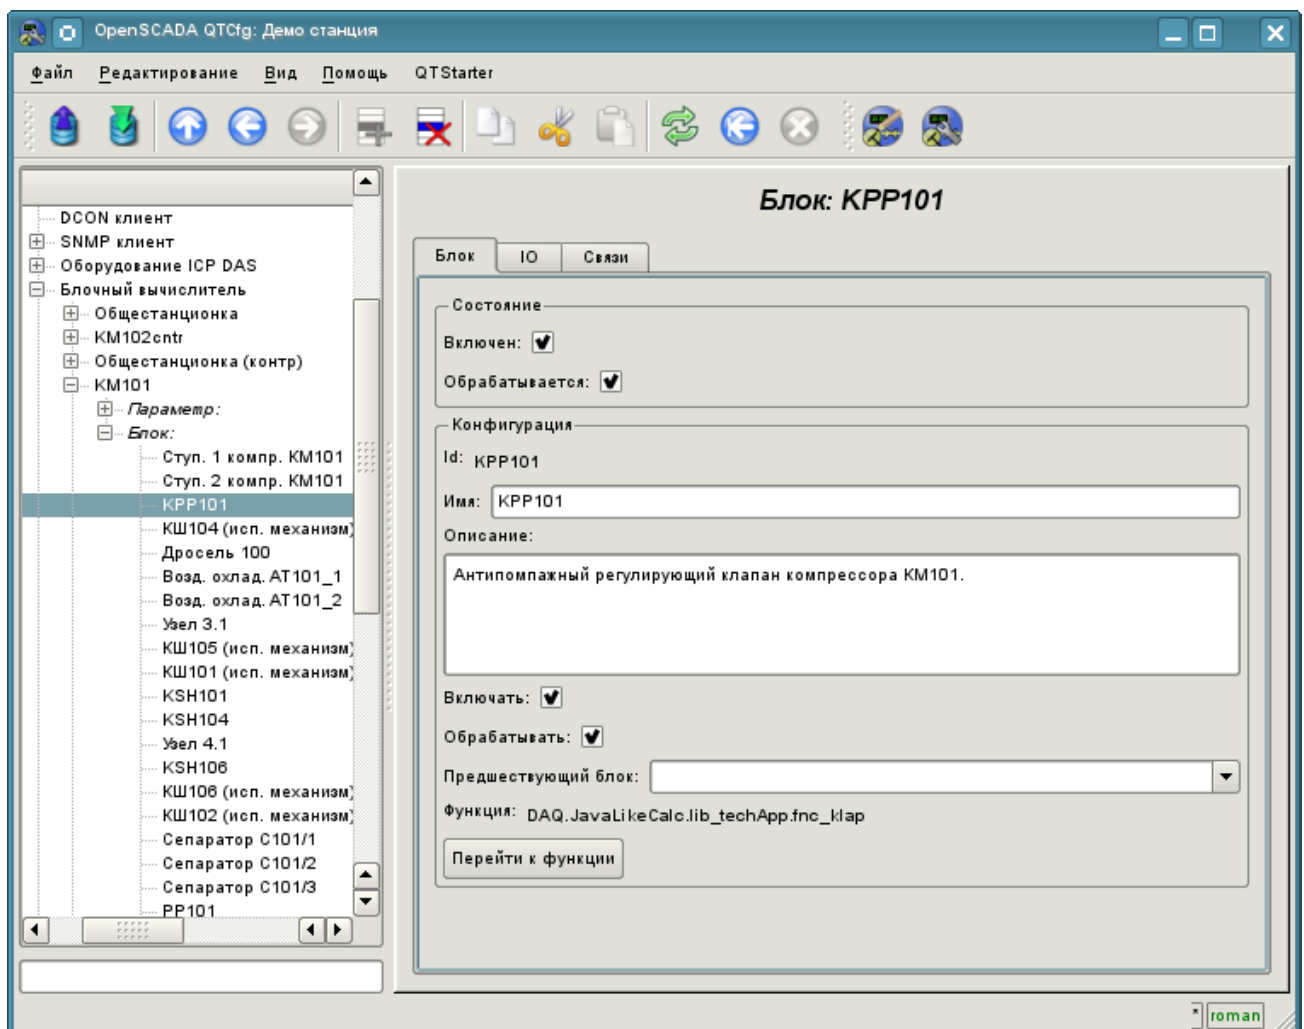 OpenSCADA QTCfg: Демо станция
Файл Редактирование Вид Помощь QTStarter
DCON клиент
SNMP клиент
Оборудование ICP DAS
Блочный вычислитель
Общестанционка
KM102cntr
Общестанционка (контр)
KM101
Параметр:
Блок:
Ступ. 1 компр. KM101
Ступ. 2 компр. KM101
KPP101
КШ104 (исп. механизм)
Дросель 100
Возд. охлад. AT101_1
Возд. охлад. AT101_2
Узел 3.1
КШ105 (исп. механизм)
КШ101 (исп. механизм)
KSH101
KSH104
Узел 4.1
KSH106
КШ106 (исп. механизм)
КШ102 (исп. механизм)
Сепаратор C101/1
Сепаратор C101/2
Сепаратор C101/3
PP101
Блок: KPP101
Блок IO Связи
Состояние
Включен:
Обрабатывается:
Конфигурация
Id: KPP101
Имя: KPP101
Описание:
Антипомпажный регулирующий клапан компрессора KM101.
Включать:
Обрабатывать:
Предшествующий блок:
Функция: DAQ.JavaLikeCalc.lib_techApp.fnc_klap
Перейти к функции
* roman